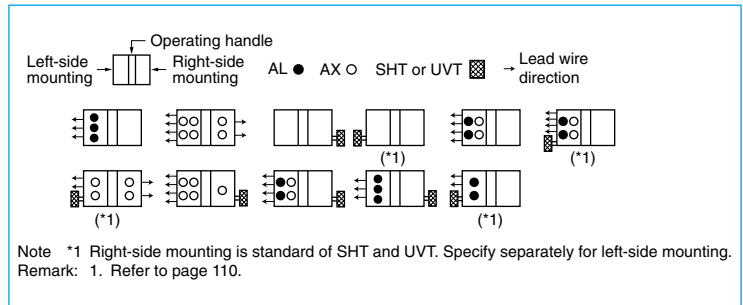 Operating handle
Left-side mounting
Right-side mounting
AL
AX
SHT or UVT
Lead wire direction
(*1)
(*1)
(*1)
(*1)
Note *1 Right-side mounting is standard of SHT and UVT. Specify separately for left-side mounting.
Remark: 1. Refer to page 110.